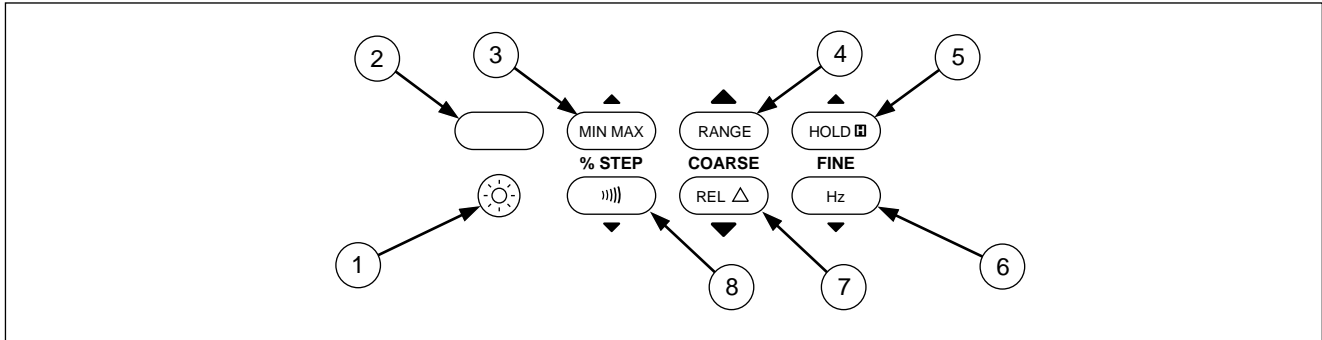 2 3 4 5
MIN MAX RANGE HOLD H
% STEP COARSE FINE
REL △ Hz
1 8 7 6